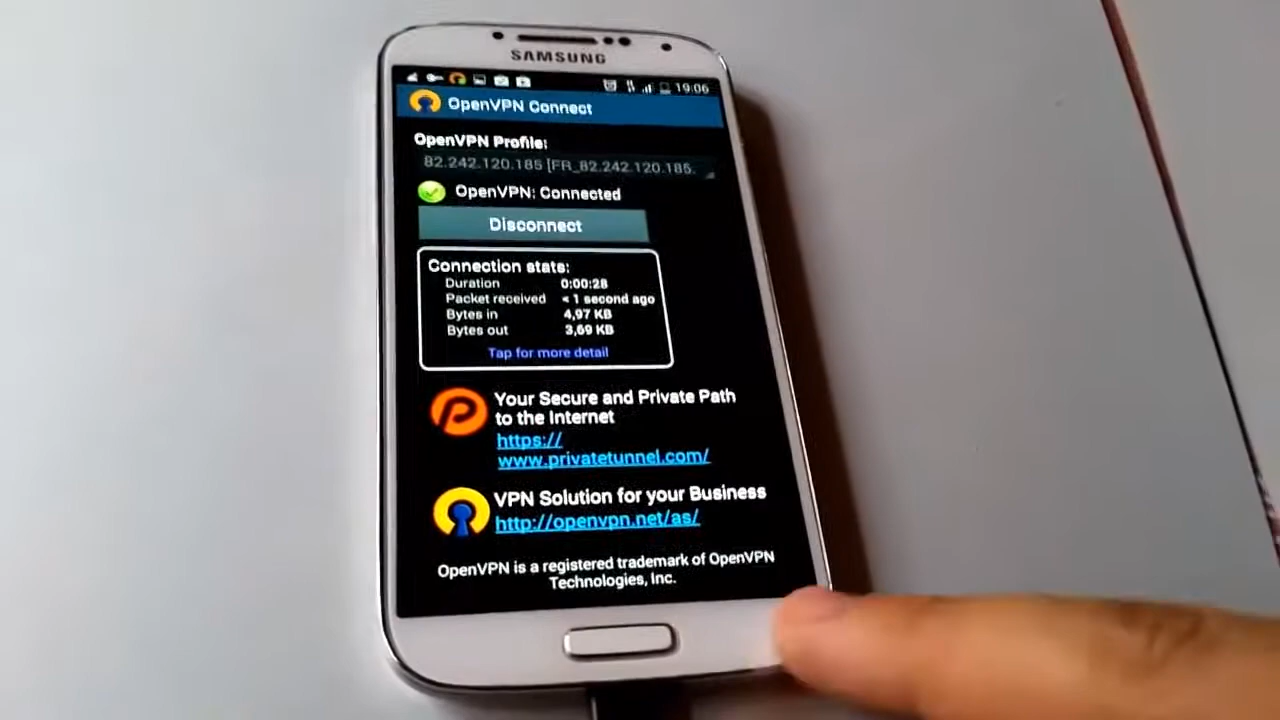 SAMSUNG
19:06
OpenVPN Connect
OpenVPN Profile:
82.242.120.185 [FR_82.242.120.185.
OpenVPN: Connected
Disconnect
Connection stats:
Duration 0:00:28
Packet received < 1 second ago
Bytes in 4,97 KB
Bytes out 3,69 KB
Tap for more detail
Your Secure and Private Path
to the Internet
https://
www.privatetunnel.com/
VPN Solution for your Business
http://openvpn.net/as/
OpenVPN is a registered trademark of OpenVPN
Technologies, Inc.